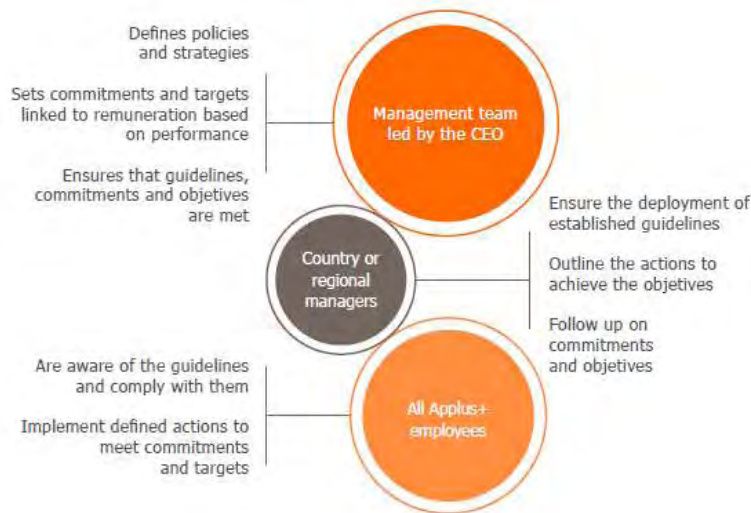 Defines policies
and strategies
Sets commitments and targets
linked to remuneration based
on performance
Ensures that guidelines,
commitments and objetives
are met
Management team
led by the CEO
Country or
regional
managers
Ensure the deployment of
established guidelines
Outline the actions to
achieve the objetives
Follow up on
commitments
and objetives
Are aware of the guidelines
and comply with them
Implement defined actions to
meet commitments
and targets
All Applus+
employees